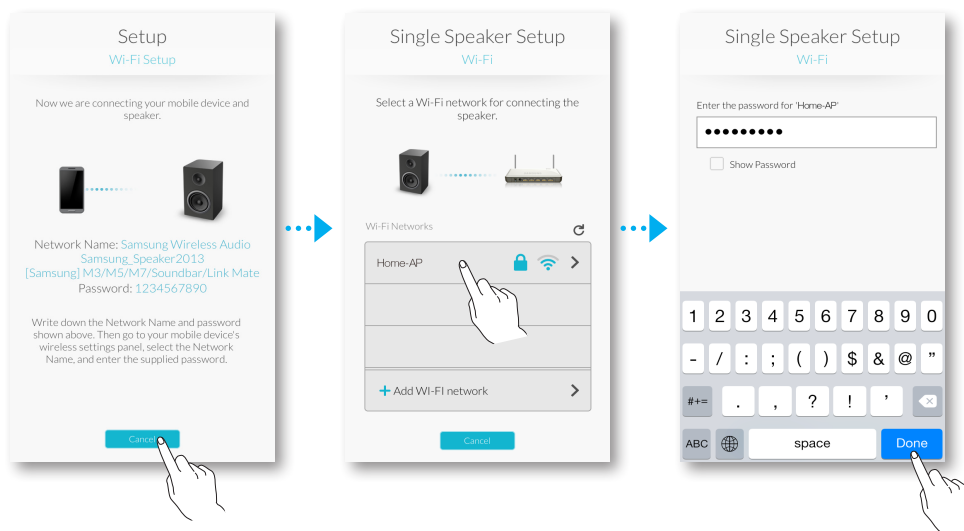 Setup
Wi-Fi Setup
Now we are connecting your mobile device and
speaker.
Network Name: Samsung Wireless Audio
Samsung_Speaker2013
[Samsung] M3/M5/M7/Soundbar/Link Mate
Password: 1234567890
Write down the Network Name and password
shown above. Then go to your mobile device's
wireless settings panel, select the Network
Name, and enter the supplied password.
Cancel
Single Speaker Setup
Wi-Fi
Select a Wi-Fi network for connecting the
speaker.
Wi-Fi Networks
Home-AP
+ Add WI-FI network
Cancel
Single Speaker Setup
Wi-Fi
Enter the password for 'Home-AP'
●●●●●●●●●
Show Password
1 2 3 4 5 6 7 8 9 0
- / : ; ( ) $ & @ ”
#+= . , ? ! ’
ABC space Done